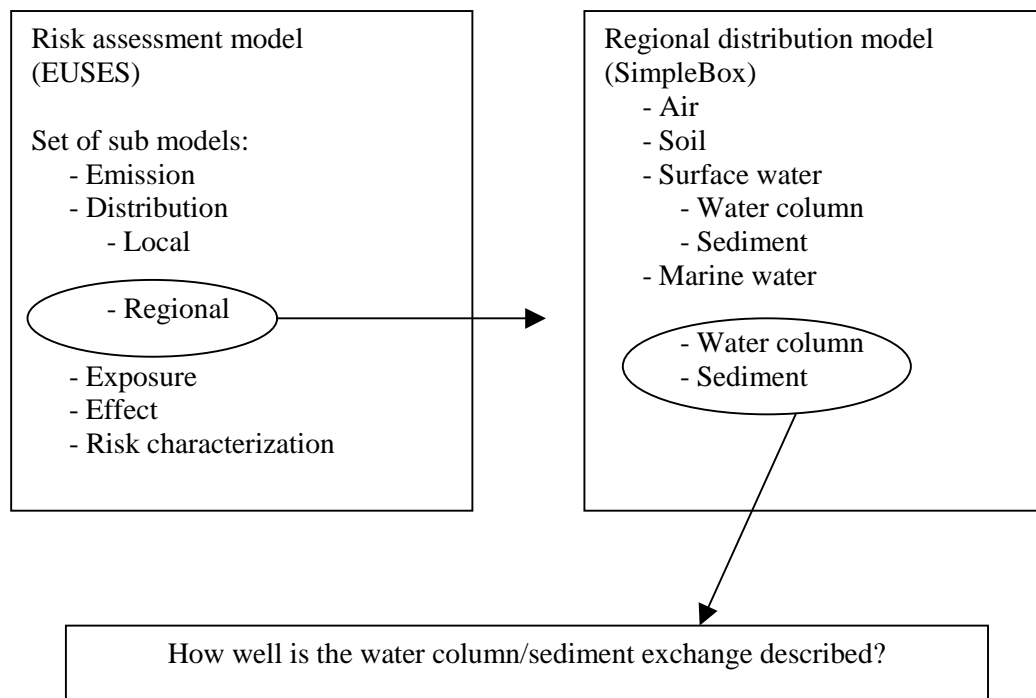 Risk assessment model
(EUSES)
Set of sub models:
- Emission
- Distribution
- Local
- Regional
- Exposure
- Effect
- Risk characterization
Regional distribution model
(SimpleBox)
- Air
- Soil
- Surface water
- Water column
- Sediment
- Marine water
- Water column
- Sediment
How well is the water column/sediment exchange described?